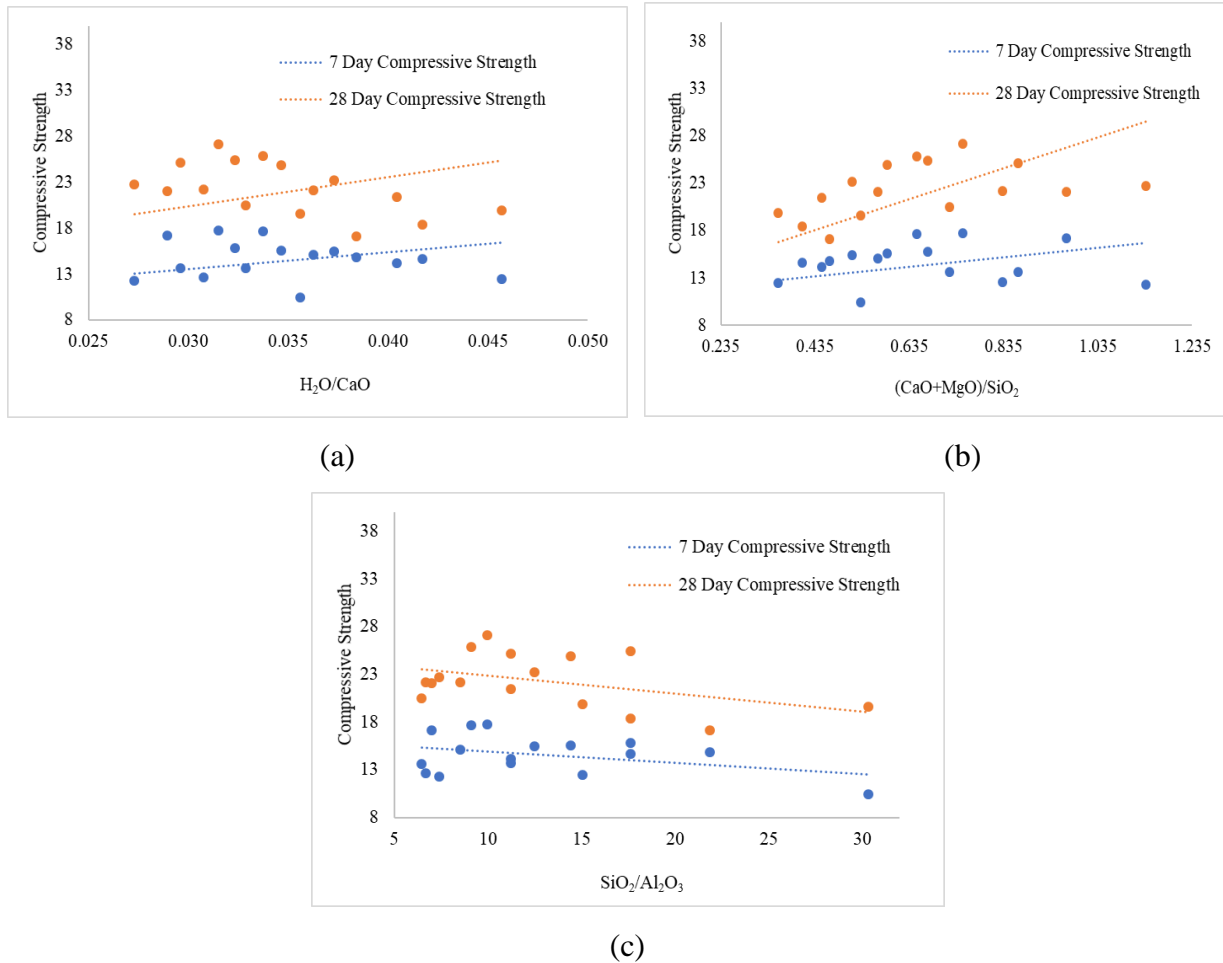 38
33
28
23
18
13
8
Compressive Strength
7 Day Compressive Strength
28 Day Compressive Strength
0.025 0.030 0.035 0.040 0.045 0.050
H₂O/CaO
(a)
38
33
28
23
18
13
8
Compressive Strength
7 Day Compressive Strength
28 Day Compressive Strength
0.235 0.435 0.635 0.835 1.035 1.235
(CaO+MgO)/SiO₂
(b)
38
33
28
23
18
13
8
Compressive Strength
7 Day Compressive Strength
28 Day Compressive Strength
5 10 15 20 25 30
SiO₂/Al₂O₃
(c)